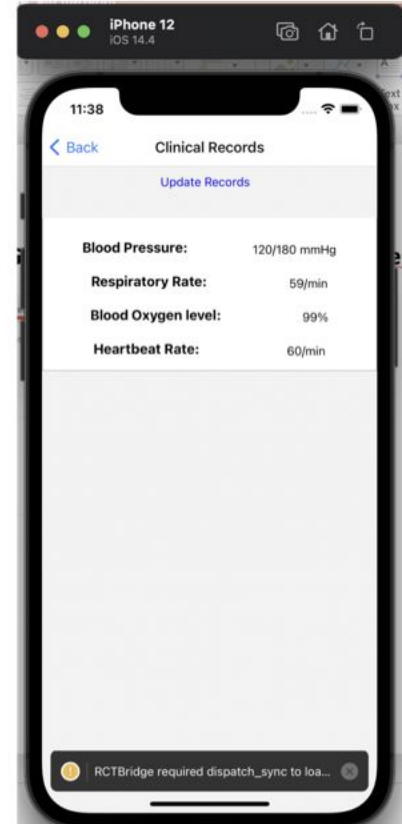 iPhone 12
iOS 14.4
11:38
Back Clinical Records
Update Records
Blood Pressure: 120/180 mmHg
Respiratory Rate: 59/min
Blood Oxygen level: 99%
Heartbeat Rate: 60/min
RCTBridge required dispatch_sync to loa...